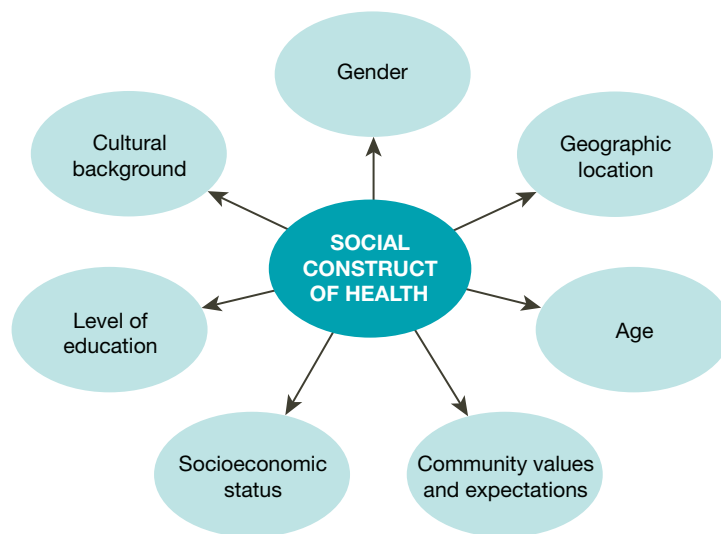 Gender
Cultural
background
Geographic
location
SOCIAL
CONSTRUCT
OF HEALTH
Level of
education
Age
Socioeconomic
status
Community values
and expectations